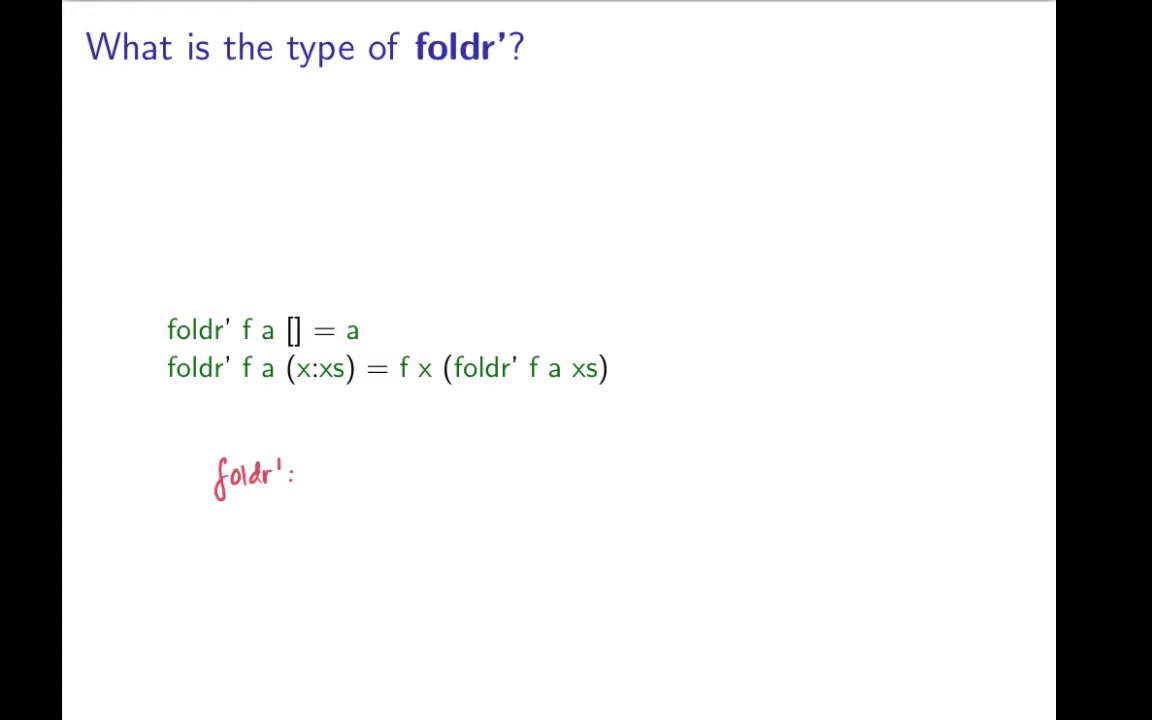 What is the type of foldr'?
foldr' f a [] = a
foldr' f a (x:xs) = f x (foldr' f a xs)
foldr':